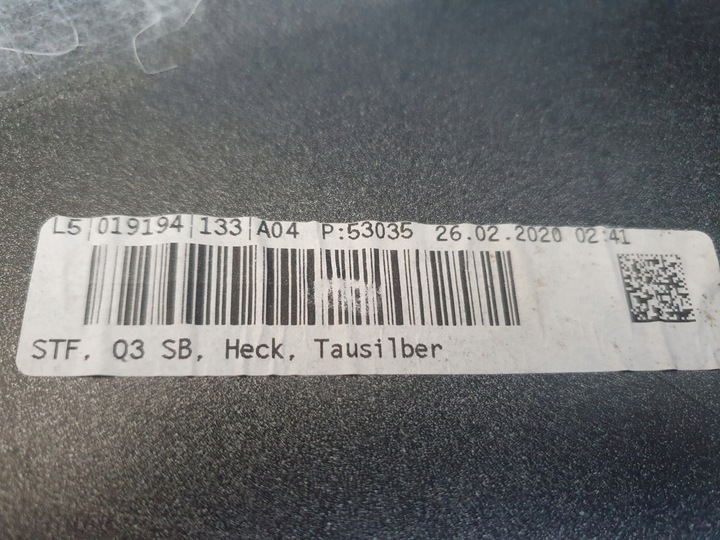 L5|019194|133|A04 P:53035 26.02.2020 02:41
STF, Q3 SB, Heck, Tausilber